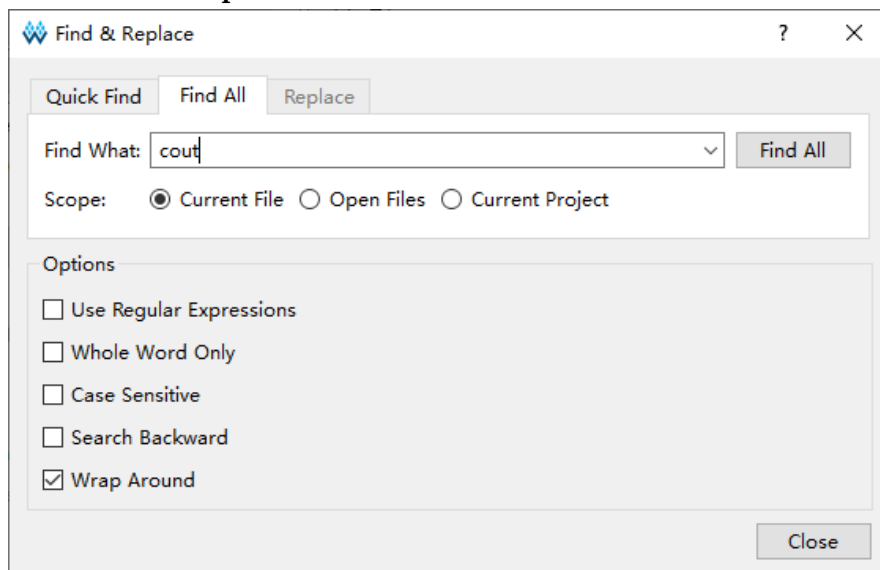 Find & Replace ?
Quick Find Find All Replace
Find What: cout Find All
Scope: Current File Open Files Current Project
Options
Use Regular Expressions
Whole Word Only
Case Sensitive
Search Backward
Wrap Around
Close